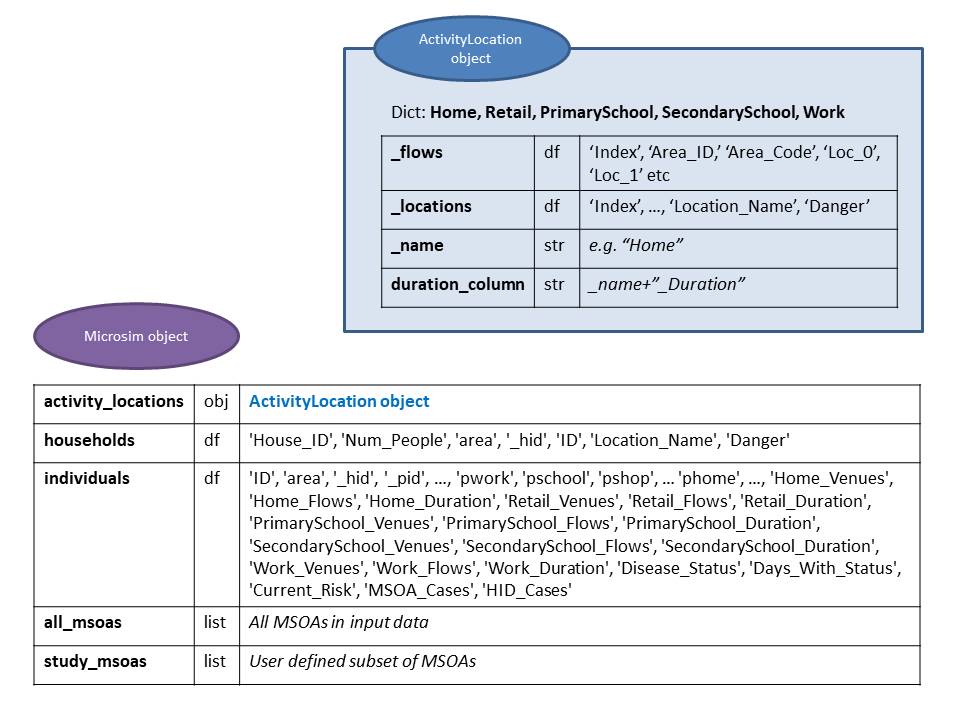 ActivityLocation
object
Dict: Home, Retail, PrimarySchool, SecondarySchool, Work
_flows df ‘Index’, ‘Area_ID,’ ‘Area_Code’, ‘Loc_0’,
‘Loc_1’ etc
_locations df ‘Index’, …, ‘Location_Name’, ‘Danger’
_name str e.g. “Home”
duration_column str _name+”_Duration”
Microsim object
activity_locations obj ActivityLocation object
households df 'House_ID', 'Num_People', 'area', '_hid', 'ID', 'Location_Name', 'Danger'
individuals df 'ID', 'area', '_hid', '_pid', …, 'pwork', 'pschool', 'pshop', … 'phome', …, 'Home_Venues',
'Home_Flows', 'Home_Duration', 'Retail_Venues', 'Retail_Flows', 'Retail_Duration',
'PrimarySchool_Venues', 'PrimarySchool_Flows', 'PrimarySchool_Duration',
'SecondarySchool_Venues', 'SecondarySchool_Flows', 'SecondarySchool_Duration',
'Work_Venues', 'Work_Flows', 'Work_Duration', 'Disease_Status', 'Days_With_Status',
'Current_Risk', 'MSOA_Cases', 'HID_Cases'
all_msoas list All MSOAs in input data
study_msoas list User defined subset of MSOAs